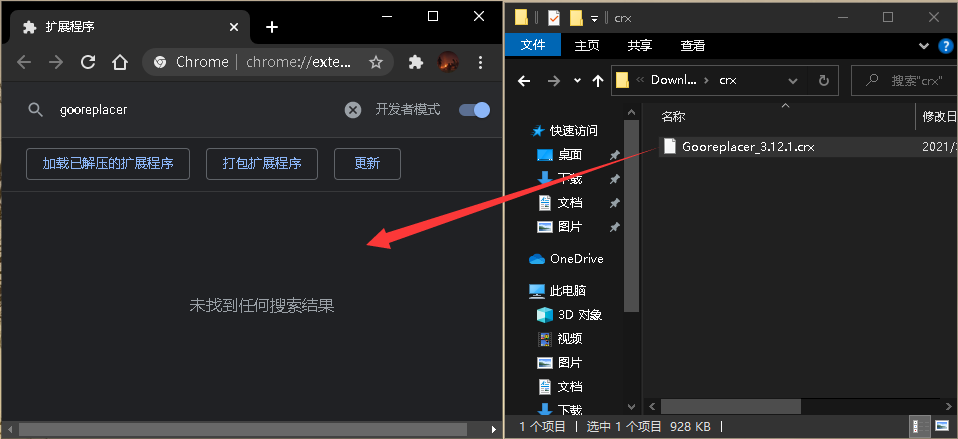 扩展程序
Chrome | chrome://exte...
gooreplacer
开发者模式
加载已解压的扩展程序
打包扩展程序
更新
未找到任何搜索结果
crx
文件
主页
共享
查看
« Downl... › crx
搜索"crx"
名称
修改日
快速访问
桌面
下载
文档
图片
OneDrive
此电脑
3D 对象
视频
图片
文档
下载
Gooreplacer_3.12.1.crx
2021/
1 个项目
选中 1 个项目 928 KB